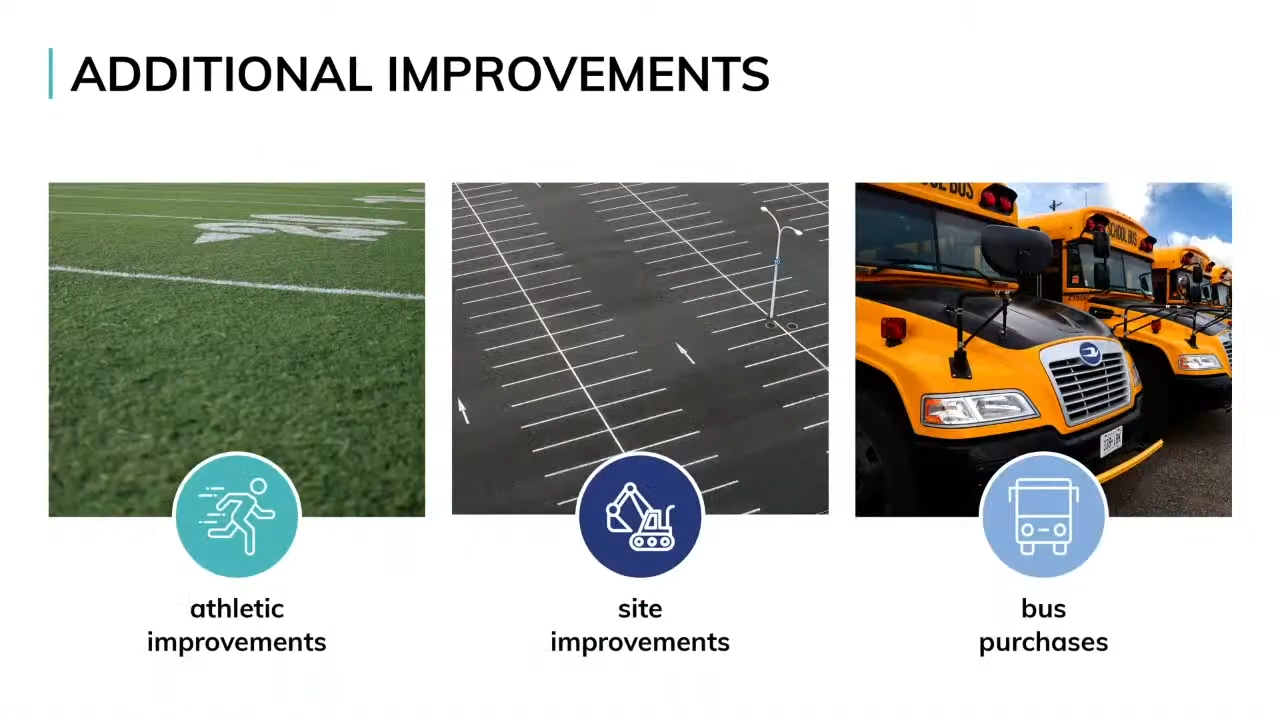 ADDITIONAL IMPROVEMENTS
SCHOOL BUS
athletic
improvements
site
improvements
bus
purchases